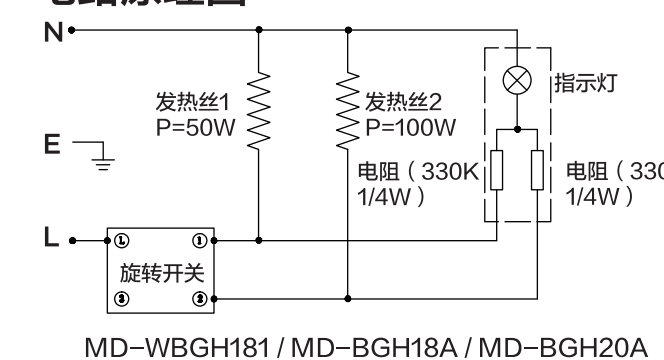 N
发热丝1
P=50W
发热丝2
P=100W
指示灯
E
电阻（330K
1/4W）
电阻（330
1/4W）
L
L
1
旋转开关
3
2
MD-WBGH181 / MD-BGH18A / MD-BGH20A